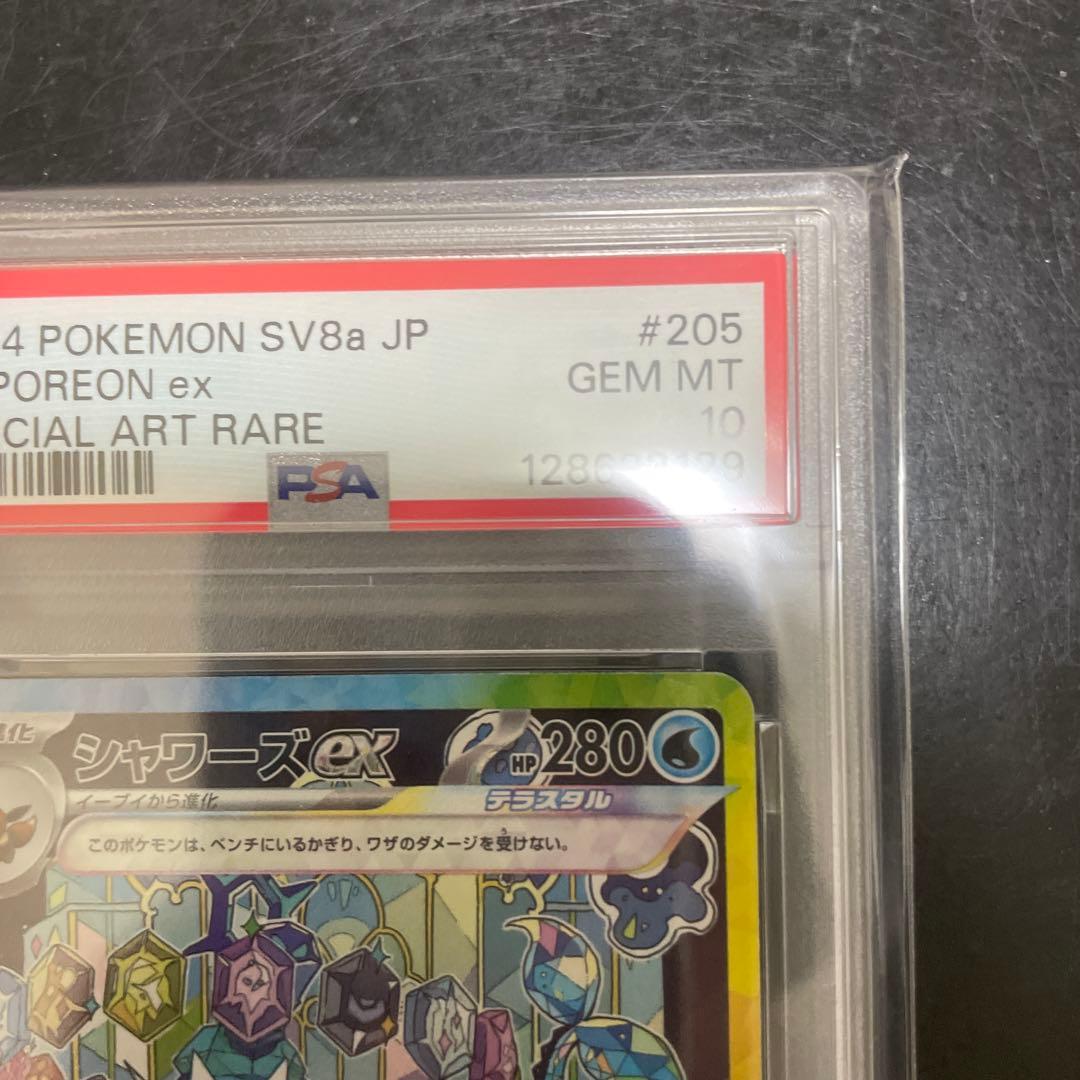 4 POKEMON SV8a JP
#205
POREON ex
GEM MT
CIAL ART RARE
10
PSA
シャワーズex
HP 280
イーブイから進化
テラスタル
このポケモンは、ベンチにいるかぎり、ワザのダメージを受けない。